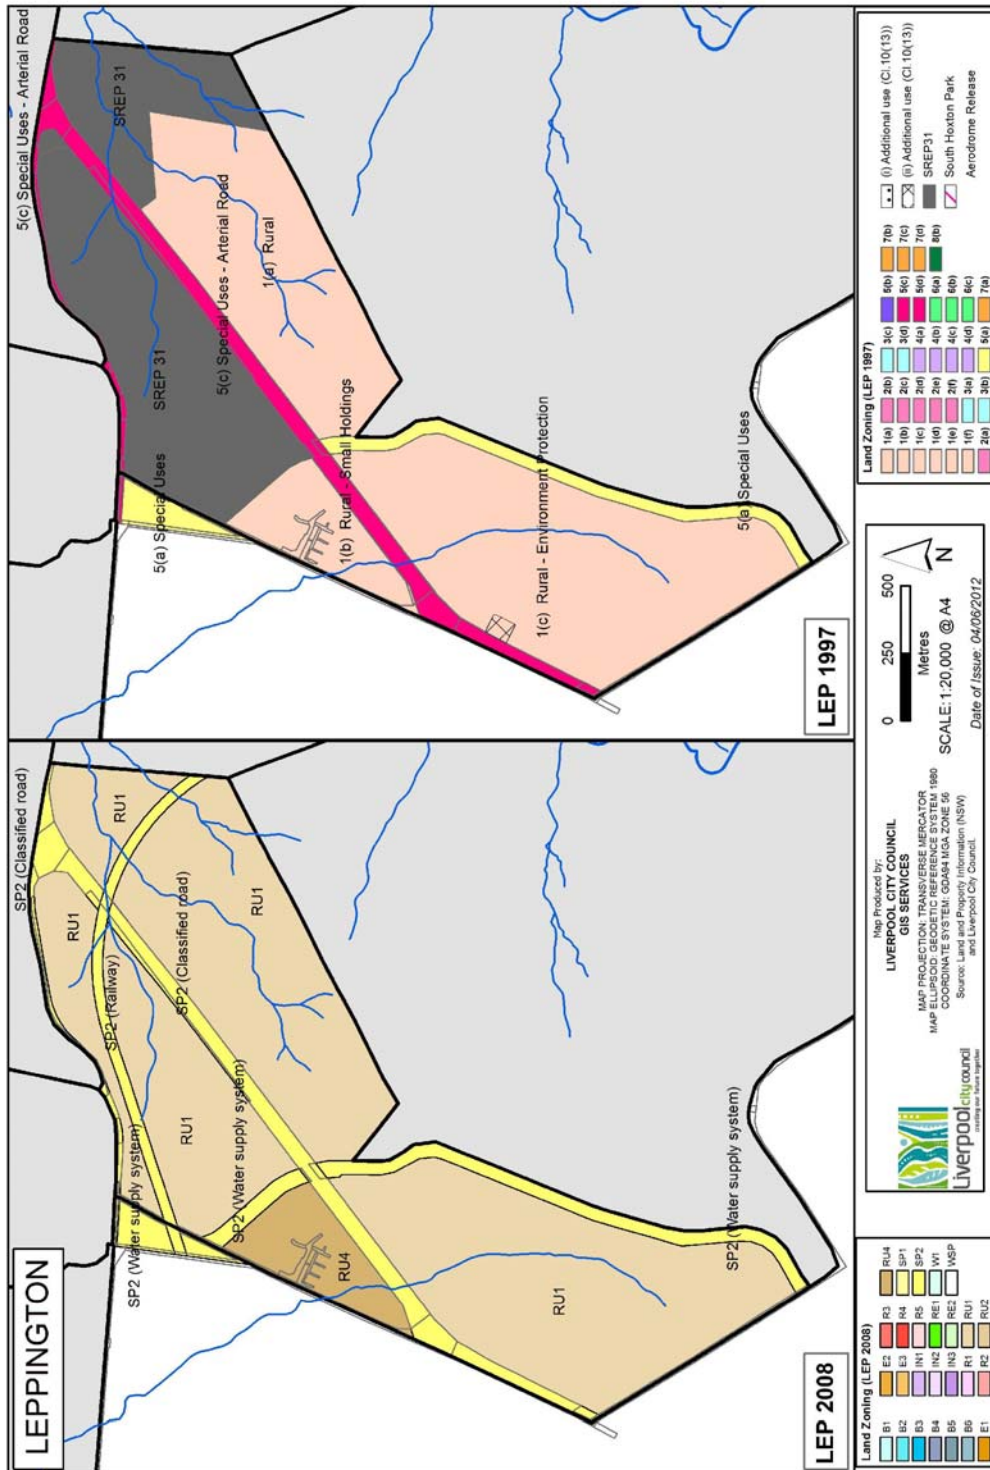 LEPPINGTON
SP2 (Classified road)
RU1
RU1
SP2 (Railway)
SP2 (Classified road)
RU1
RU1
SP2 (Water supply system)
SP2 (Water supply system)
RU4
RU1
SP2 (Water supply system)
LEP 2008
5(c) Special Uses - Arterial Road
SREP 31
SREP 31
5(c) Special Uses - Arterial Road
1(a) Rural
5(a) Special Uses
1(b) Rural - Small Holdings
1(c) Rural - Environment Protection
5(a) Special Uses
LEP 1997
Land Zoning (LEP 2008)
B1 E2 R3 RU4
B2 E3 R4 SP1
B3 IN1 R5 SP2
B4 IN2 RE1 W1
B5 IN3 RE2 WSP
B6 R1 RU1
E1 R2 RU2
Liverpool city council
creating our future together
Map Produced by:
LIVERPOOL CITY COUNCIL
GIS SERVICES
MAP PROJECTION: TRANSVERSE MERCATOR
MAP ELLIPSOID: GEODETIC REFERENCE SYSTEM 1980
COORDINATE SYSTEM: GDA94 MGA ZONE 56
Source: Land and Property Information (NSW)
and Liverpool City Council.
0 250 500
Metres
SCALE: 1:20,000 @ A4
N
Date of Issue: 04/06/2012
Land Zoning (LEP 1997)
1(a) 2(b) 3(c) 5(b) 7(b) (i) Additional use (Cl.10(13))
1(b) 2(c) 3(d) 5(c) 7(c) (ii) Additional use (Cl.10(13))
1(c) 2(d) 4(a) 5(d) 7(d) SREP31
1(d) 2(e) 4(b) 6(a) 8(b) South Hoxton Park
1(e) 2(f) 4(c) 6(b) Aerodrome Release
1(f) 3(a) 4(d) 6(c)
2(a) 3(b) 5(a) 7(a)